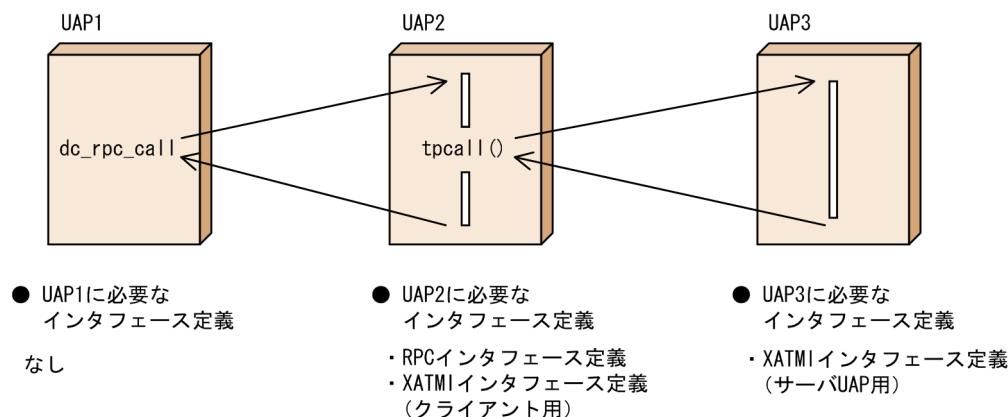 UAP1
UAP2
UAP3
dc_rpc_call
tpcall()
● UAP1に必要な
インタフェース定義
なし
● UAP2に必要な
インタフェース定義
・RPCインタフェース定義
・XATMIインタフェース定義
(クライアント用)
● UAP3に必要な
インタフェース定義
・XATMIインタフェース定義
(サーバUAP用)